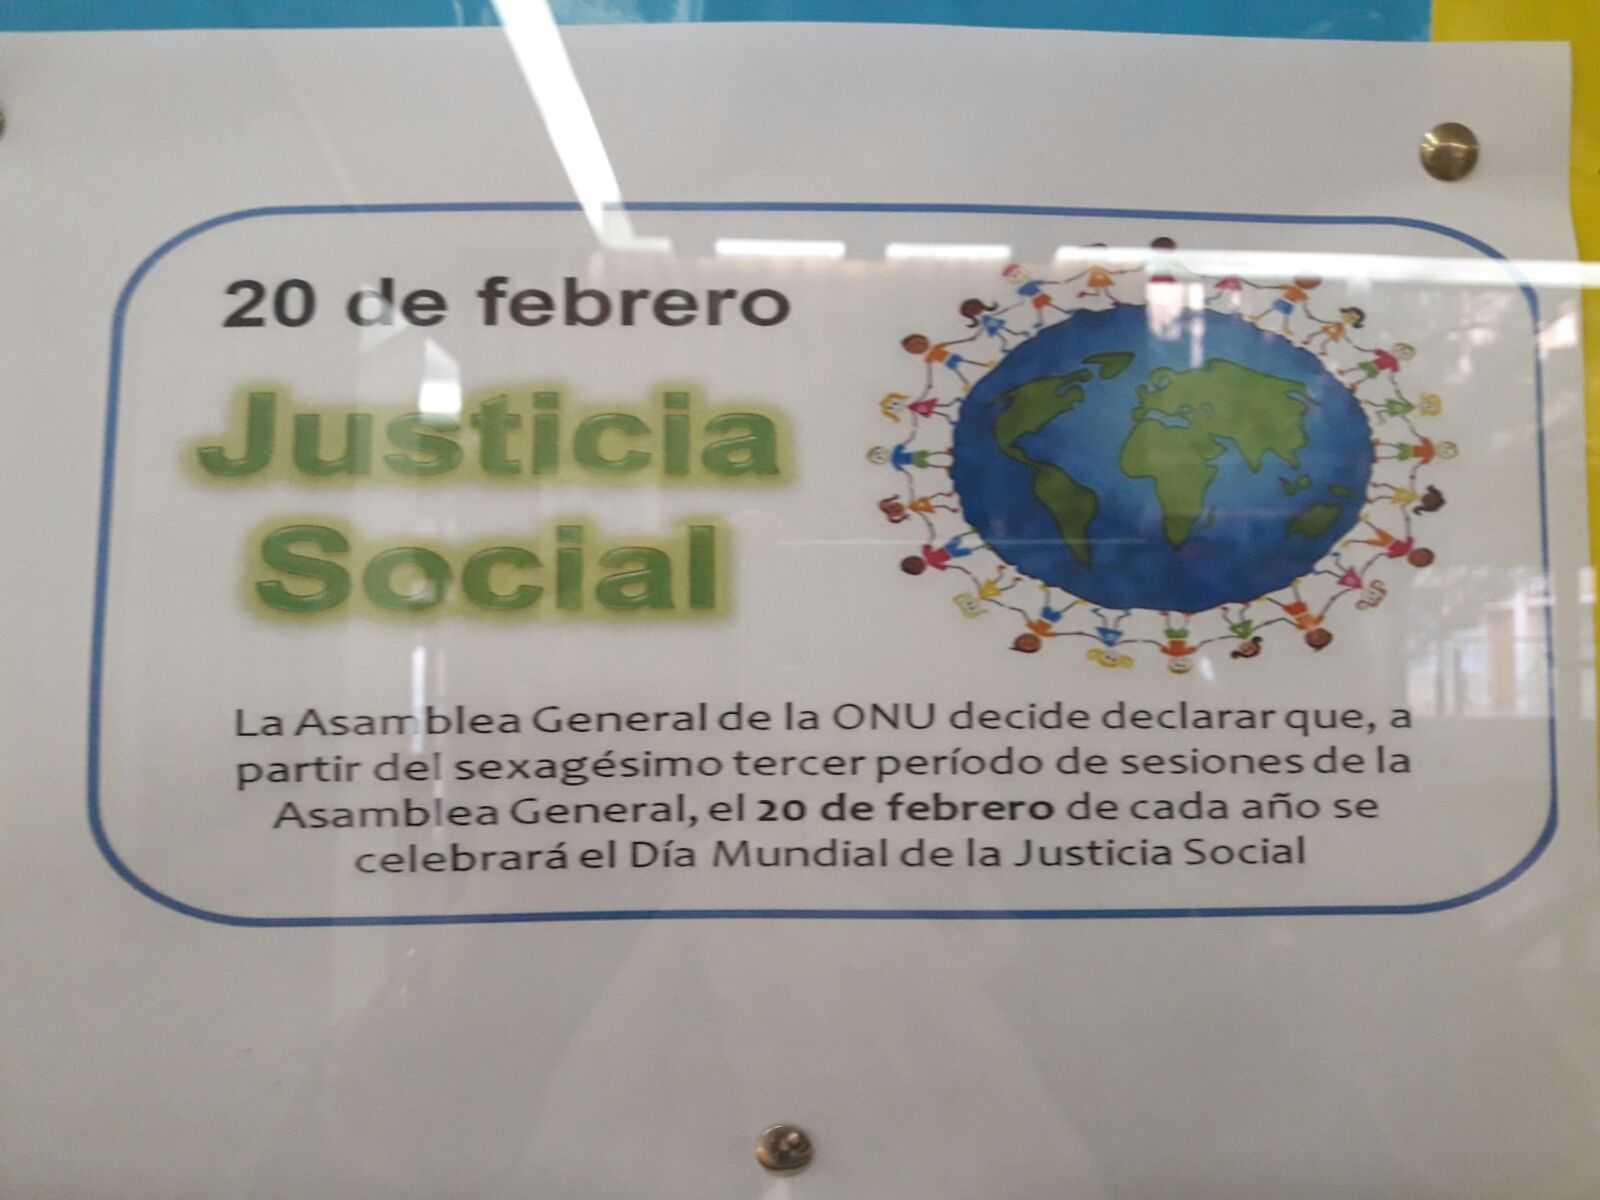 20 de febrero
Justicia
Social
La Asamblea General de la ONU decide declarar que, a
partir del sexagésimo tercer período de sesiones de la
Asamblea General, el 20 de febrero de cada año se
celebrará el Día Mundial de la Justicia Social